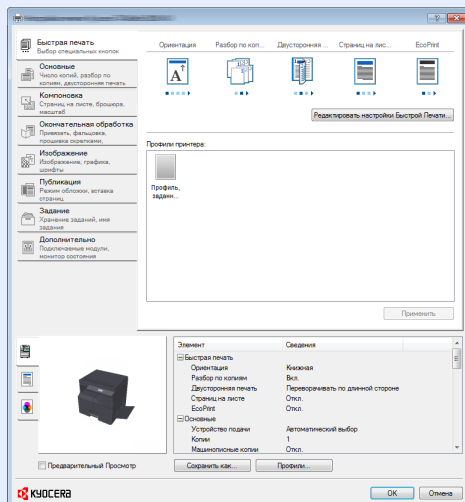 Быстрая печать
Выбор специальных кнопок
Основные
Число копий, разбор по
копиям, двусторонняя печать
Компоновка
Страниц на листе, брошюра,
масштаб
Окончательная обработка
Привязать, фальцовка,
прошивка скрепками,
Изображение
Изображение, графика,
шрифты
Публикация
Режим обложки, вставка
страниц
Задание
Хранение заданий, имя
задания
Дополнительно
Подключаемые модули,
монитор состояния
Ориентация Разбор по коп... Двусторонняя ... Страниц на лис... EcoPrint
A
Редактировать настройки Быстрой Печати...
Профили принтера:
Профиль,
заданн...
Применить
Элемент Сведения
Быстрая печать
Ориентация Книжная
Разбор по копиям Вкл.
Двусторонняя печать Переворачивать по длинной стороне
Страниц на листе Откл.
EcoPrint Откл.
Основные
Устройство подачи Автоматический выбор
Копии 1
Машинописные копии Откл.
Предварительный Просмотр
Сохранить как... Профили...
KYOCERA
OK Отмена